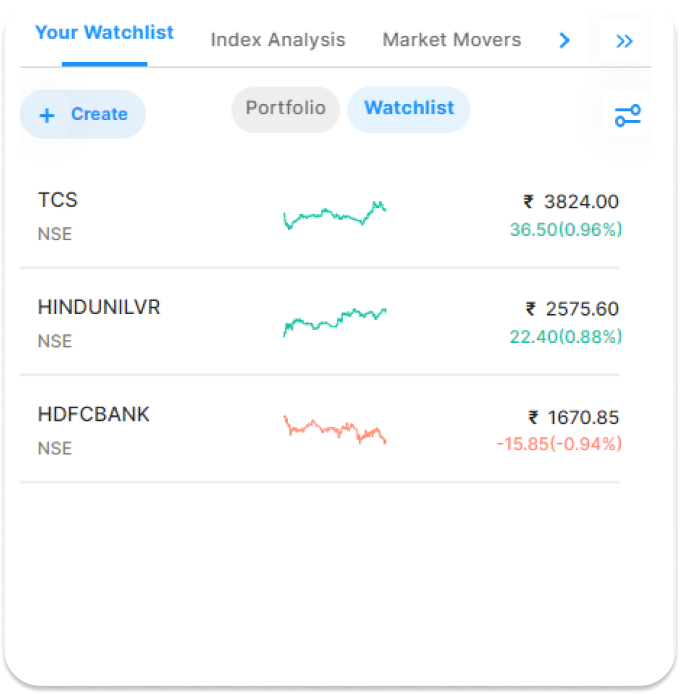 Your Watchlist Index Analysis Market Movers
+ Create Portfolio Watchlist
TCS ₹ 3824.00
NSE 36.50(0.96%)
HINDUNILVR ₹ 2575.60
NSE 22.40(0.88%)
HDFCBANK ₹ 1670.85
NSE -15.85(-0.94%)